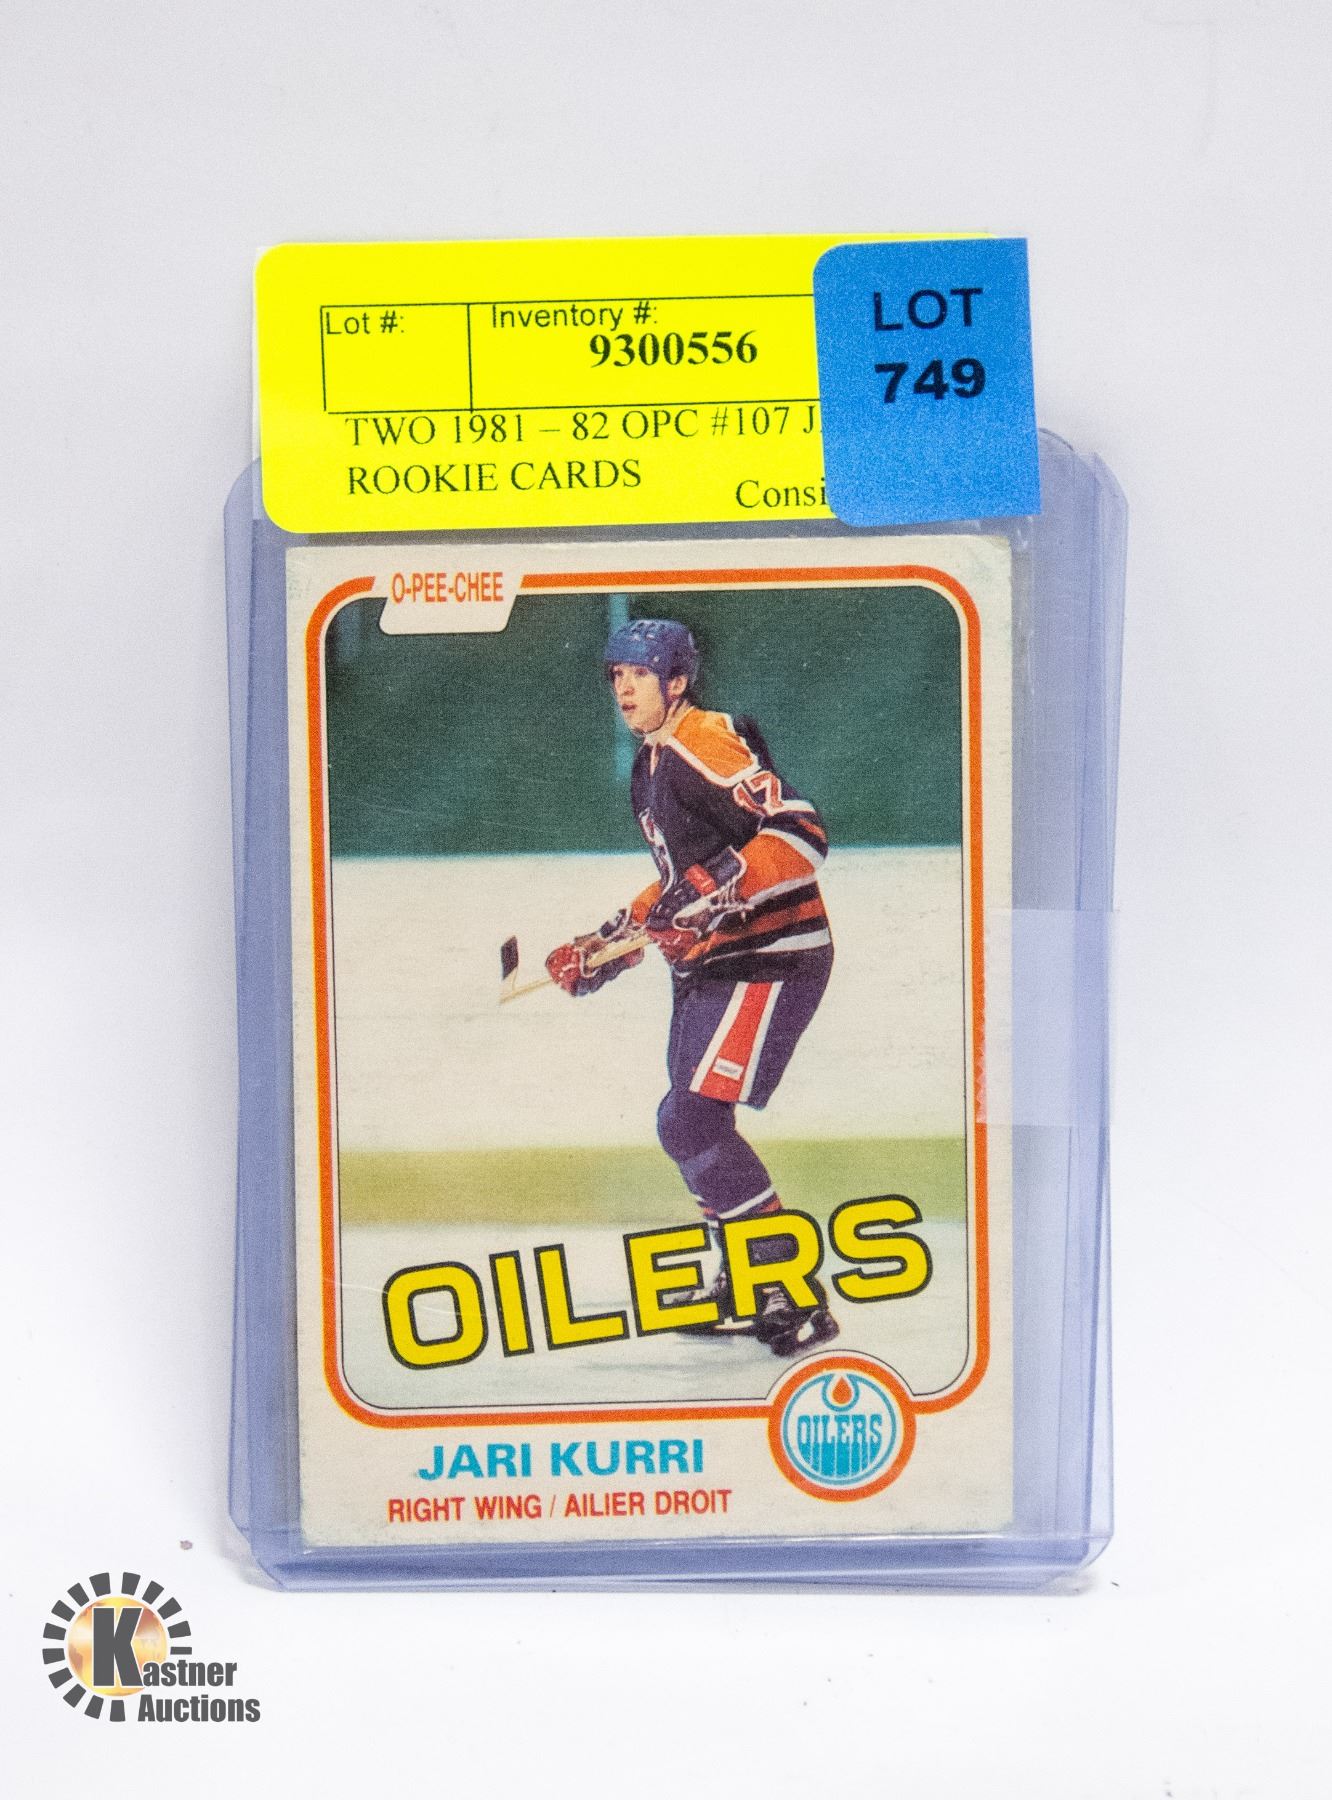 Lot #:
Inventory #:
9300556
LOT
749
TWO 1981 – 82 OPC #107
ROOKIE CARDS
O-PEE-CHEE
17
OILERS
OILERS
JARI KURRI
RIGHT WING / AILIER DROIT
Kastner
Auctions